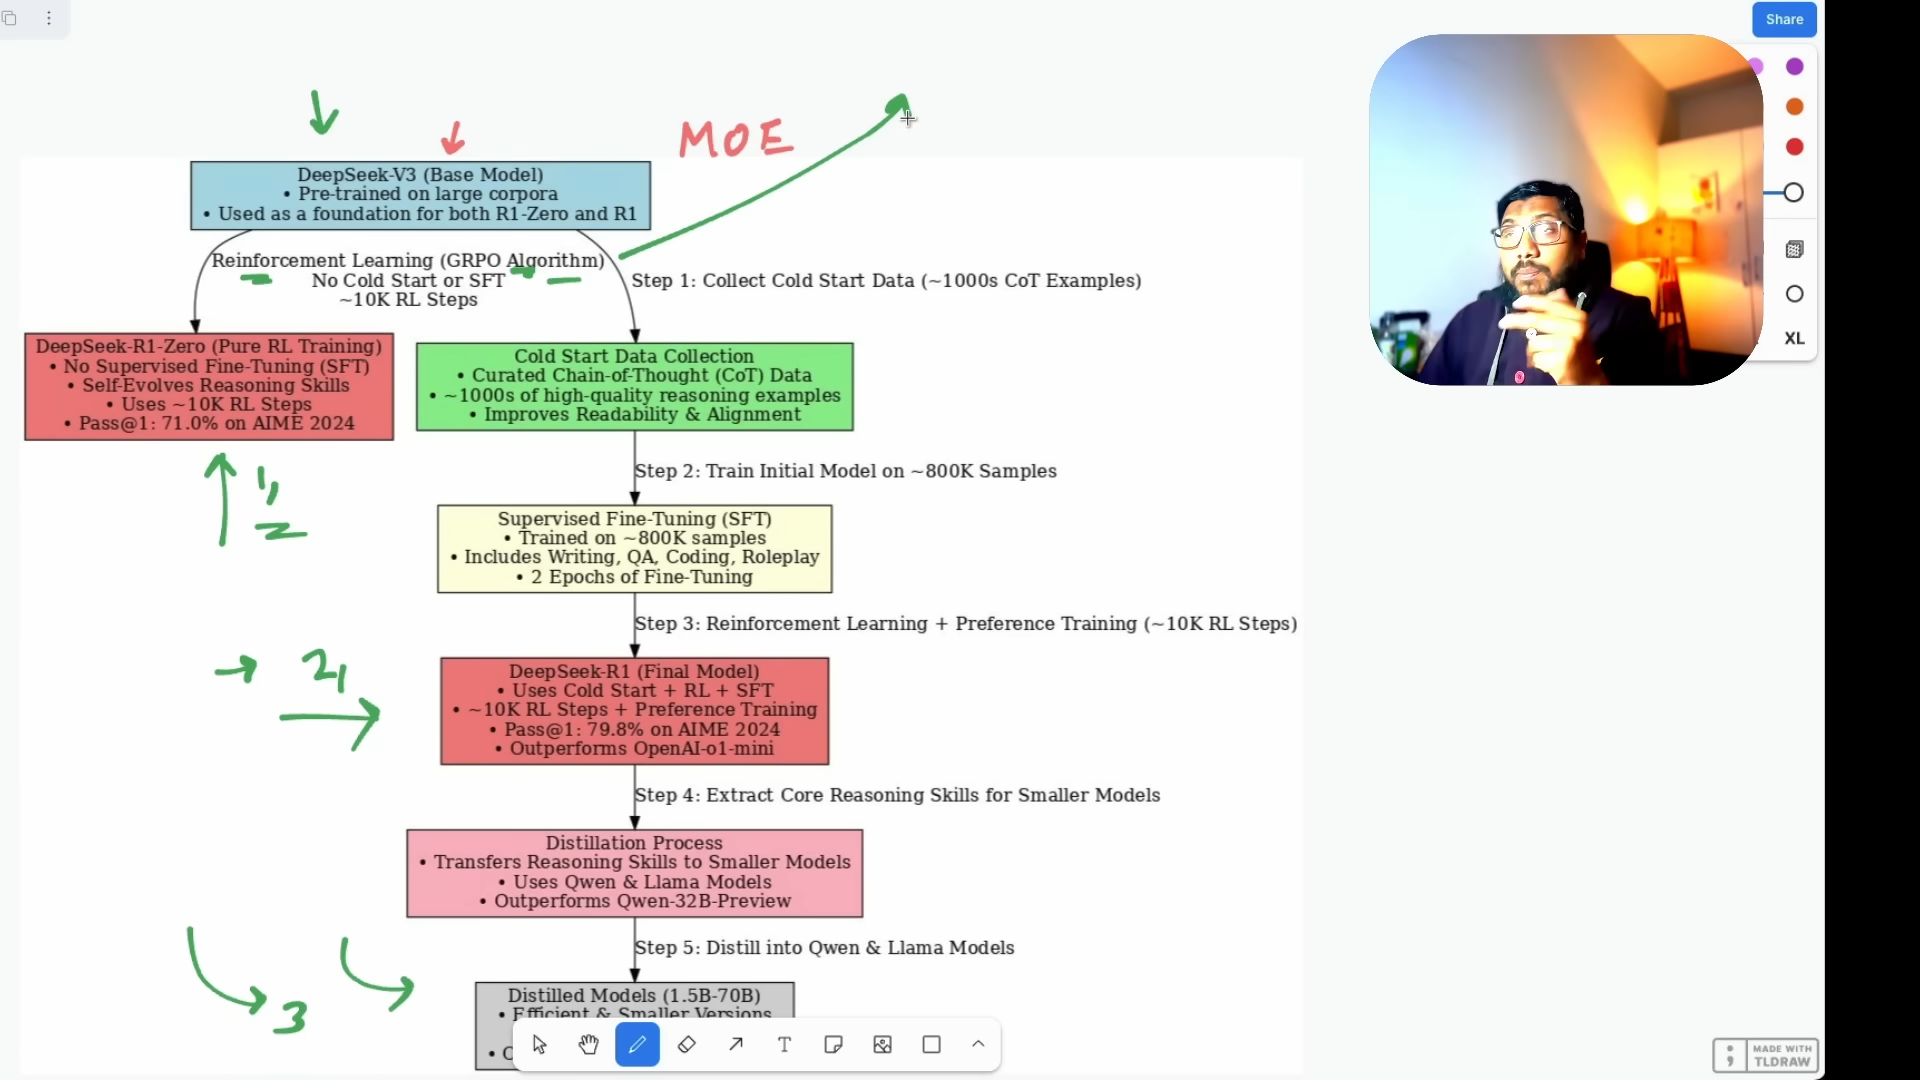 Share
MOE
DeepSeek-V3 (Base Model)
• Pre-trained on large corpora
• Used as a foundation for both R1-Zero and R1
Reinforcement Learning (GRPO Algorithm)
No Cold Start or SFT
~10K RL Steps
Step 1: Collect Cold Start Data (~1000s CoT Examples)
DeepSeek-R1-Zero (Pure RL Training)
• No Supervised Fine-Tuning (SFT)
• Self-Evolves Reasoning Skills
• Uses ~10K RL Steps
• Pass@1: 71.0% on AIME 2024
XL
Cold Start Data Collection
• Curated Chain-of-Thought (CoT) Data
• ~1000s of high-quality reasoning examples
• Improves Readability & Alignment
1,
Step 2: Train Initial Model on ~800K Samples
Supervised Fine-Tuning (SFT)
• Trained on ~800K samples
• Includes Writing, QA, Coding, Roleplay
• 2 Epochs of Fine-Tuning
Step 3: Reinforcement Learning + Preference Training (~10K RL Steps)
2,
DeepSeek-R1 (Final Model)
• Uses Cold Start + RL + SFT
• ~10K RL Steps + Preference Training
• Pass@1: 79.8% on AIME 2024
• Outperforms OpenAI-o1-mini
Step 4: Extract Core Reasoning Skills for Smaller Models
Distillation Process
• Transfers Reasoning Skills to Smaller Models
• Uses Qwen & Llama Models
• Outperforms Qwen-32B-Preview
Step 5: Distill into Qwen & Llama Models
3
Distilled Models (1.5B-70B)
• Efficient & Smaller Versions
T
MADE WITH
TLDRAW